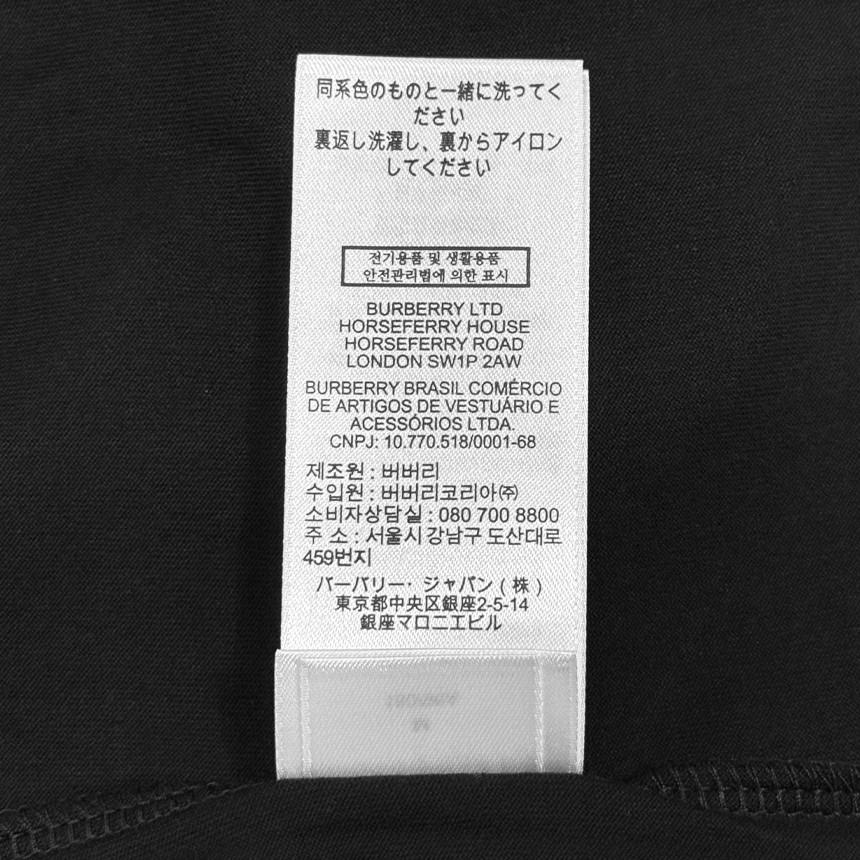 同系色のものと一緒に洗ってく
ださい
裏返し洗濯し、裏からアイロン
してください
전기용품 및 생활용품
안전관리법에 의한 표시
BURBERRY LTD
HORSEFERRY HOUSE
HORSEFERRY ROAD
LONDON SW1P 2AW
BURBERRY BRASIL COMÉRCIO
DE ARTIGOS DE VESTUÁRIO E
ACESSÓRIOS LTDA.
CNPJ: 10.770.518/0001-68
제조원 : 버버리
수입원 : 버버리코리아㈜
소비자상담실 : 080 700 8800
주 소 : 서울시 강남구 도산대로
459번지
バーバリー・ジャパン ( 株 )
東京都中央区銀座2-5-14
銀座マロニエビル